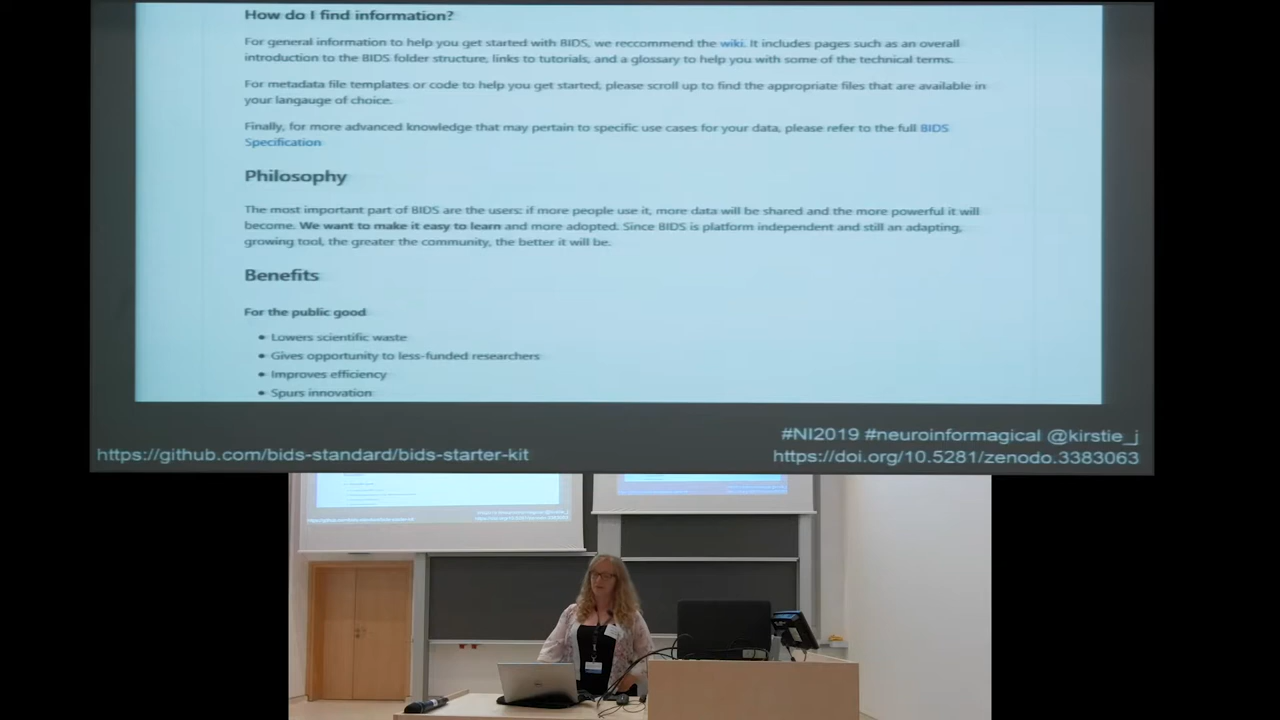 How do I find information?
For general information to help you get started with BIDS, we reccommend the wiki. It includes pages such as an overall
introduction to the BIDS folder structure, links to tutorials, and a glossary to help you with some of the technical terms.
For metadata file templates or code to help you get started, please scroll up to find the appropriate files that are available in
your langauge of choice.
Finally, for more advanced knowledge that may pertain to specific use cases for your data, please refer to the full BIDS
Specification
Philosophy
The most important part of BIDS are the users: if more people use it, more data will be shared and the more powerful it will
become. We want to make it easy to learn and more adopted. Since BIDS is platform independent and still an adapting,
growing tool, the greater the community, the better it will be.
Benefits
For the public good
• Lowers scientific waste
• Gives opportunity to less-funded researchers
• Improves efficiency
• Spurs innovation
#NI2019 #neuroinformagical @kirstie_j
https://github.com/bids-standard/bids-starter-kit
https://doi.org/10.5281/zenodo.3383063